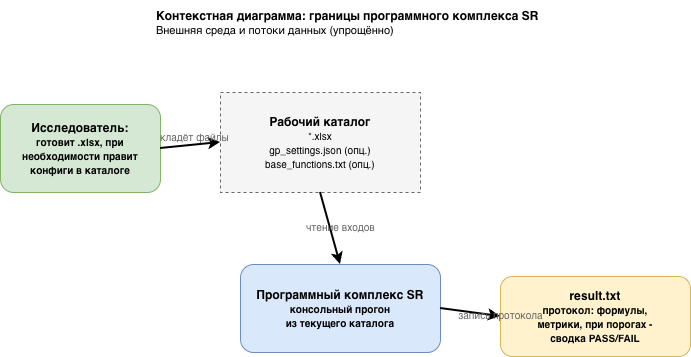 Контекстная диаграмма: границы программного комплекса SR
Внешняя среда и потоки данных (упрощённо)
Исследователь:
готовит .xlsx, при
необходимости правит
конфиги в каталоге
кладёт файлы
Рабочий каталог
*.xlsx
gp_settings.json (опц.)
base_functions.txt (опц.)
чтение входов
Программный комплекс SR
консольный прогон
из текущего каталога
запись протокола
result.txt
протокол: формулы,
метрики, при порогах -
сводка PASS/FAIL